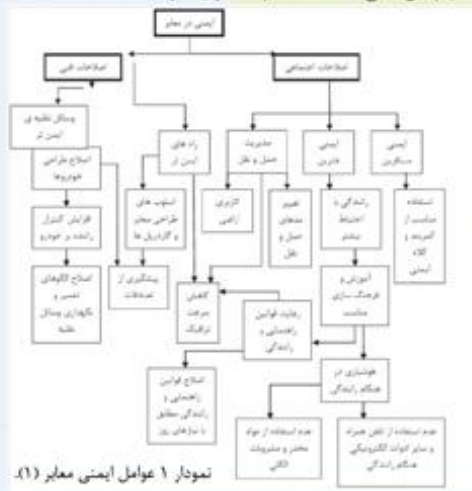 ایمنی در معابر
اصلاحات فنی
اصلاحات اجتماعی
وسائل نقلیه ی
ایمن تر
راه های
ایمن تر
مدیریت
حمل و نقل
ایمنی
عابرین
ایمنی
مسافرین
اصلاح طراحی
خودروها
اسلوب های
طراحی معابر
و گاردریل ها
کاربری
اراضی
تغییر
مدهای
حمل و
نقل
رانندگی با
احتیاط
بیشتر
استفاده
مناسب از
کمربند و
کلاه
ایمنی
افزایش کنترل
راننده بر خودرو
پیشگیری از
تصادفات
کاهش
سرعت
ترافیک
آموزش و
فرهنگ سازی
مناسب
اصلاح الگوهای
تعمیر و
نگهداری وسائل
نقلیه
رعایت قوانین
راهنمایی و
رانندگی
اصلاح قوانین
راهنمایی و
رانندگی مطابق
با نیازهای روز
هوشیاری در
هنگام رانندگی
عدم استفاده از مواد
مخدر و مشروبات
الکلی
عدم استفاده از تلفن همراه
و سایر ادوات الکترونیکی
هنگام رانندگی
نمودار ۱ عوامل ایمنی معابر (۱).